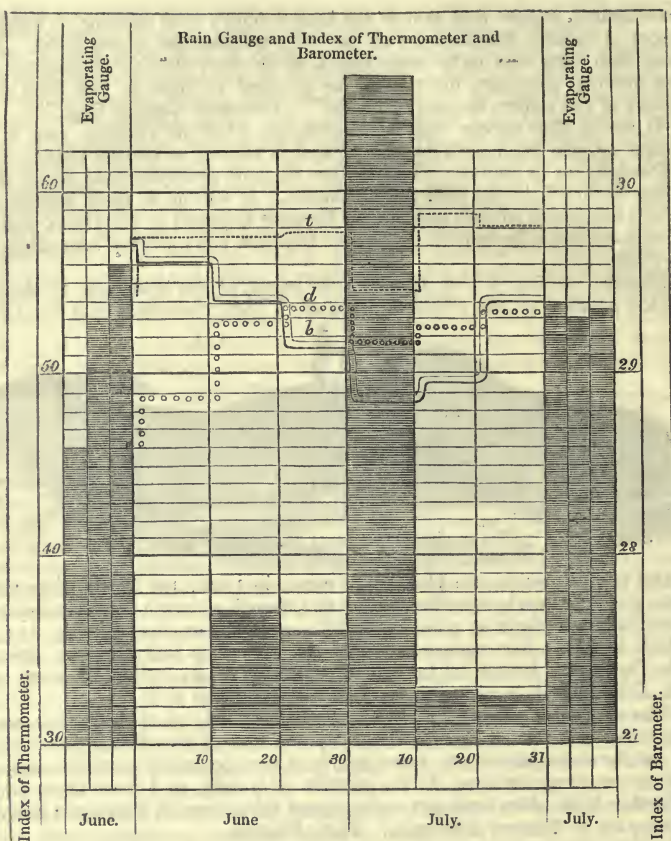 Rain Gauge and Index of Thermometer and
Barometer.
Evaporating
Gauge.
Evaporating
Gauge.
60
30
t
d
b
50
29
40
28
30
10
20
30
10
20
31
27
Index of Thermometer.
Index of Barometer.
June.
June
July.
July.